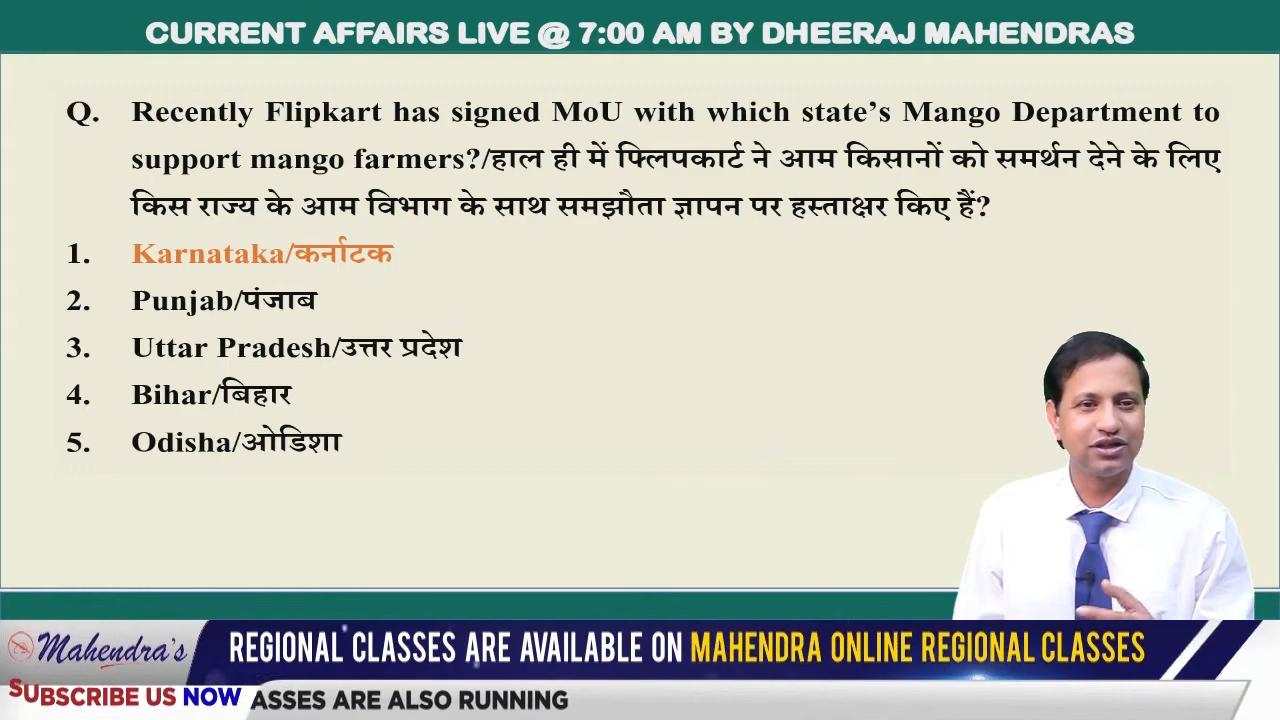 CURRENT AFFAIRS LIVE @ 7:00 AM BY DHEERAJ MAHENDRAS
Q. Recently Flipkart has signed MoU with which state’s Mango Department to
support mango farmers?/हाल ही में फ्लिपकार्ट ने आम किसानों को समर्थन देने के लिए
किस राज्य के आम विभाग के साथ समझौता ज्ञापन पर हस्ताक्षर किए हैं?
1. Karnataka/कर्नाटक
2. Punjab/पंजाब
3. Uttar Pradesh/उत्तर प्रदेश
4. Bihar/बिहार
5. Odisha/ओडिशा
Mahendra's
REGIONAL CLASSES ARE AVAILABLE ON MAHENDRA ONLINE REGIONAL CLASSES
SUBSCRIBE US NOW
ASSES ARE ALSO RUNNING